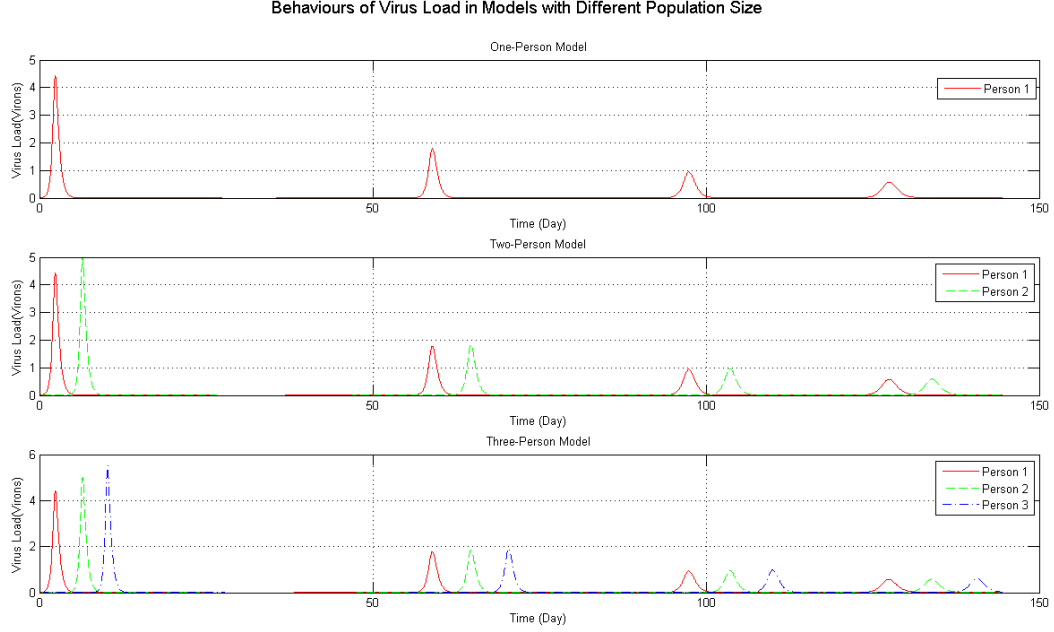 Behaviours of Virus Load in Models with Different Population Size
One-Person Model
Virus Load(Virons)
5
4
3
2
1
0
Person 1
0 50 100 150
Time (Day)
Two-Person Model
Virus Load(Virons)
5
4
3
2
1
0
Person 1
Person 2
0 50 100 150
Time (Day)
Three-Person Model
Virus Load(Virons)
6
4
2
0
Person 1
Person 2
Person 3
0 50 100 150
Time (Day)